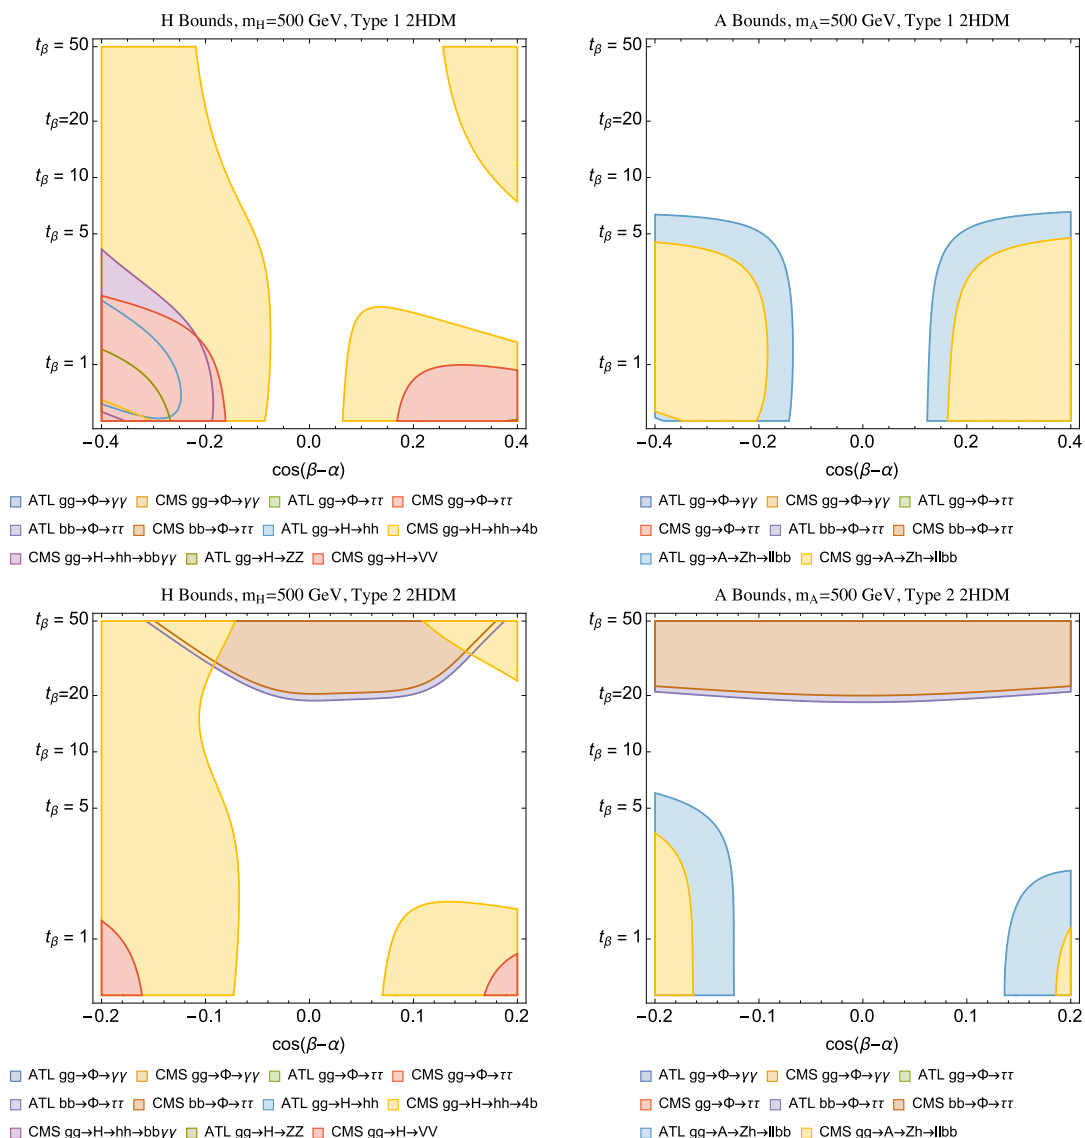 H Bounds, m_H=500 GeV, Type 1 2HDM
t_β = 50
t_β=20
t_β = 10
t_β = 5
t_β = 1
−0.4 −0.2 0.0 0.2 0.4
cos(β−α)
ATL gg→Φ→γγ CMS gg→Φ→γγ ATL gg→Φ→ττ CMS gg→Φ→ττ
ATL bb→Φ→ττ CMS bb→Φ→ττ ATL gg→H→hh CMS gg→H→hh→4b
CMS gg→H→hh→bbγγ ATL gg→H→ZZ CMS gg→H→VV
A Bounds, m_A=500 GeV, Type 1 2HDM
t_β = 50
t_β=20
t_β = 10
t_β = 5
t_β = 1
−0.4 −0.2 0.0 0.2 0.4
cos(β−α)
ATL gg→Φ→γγ CMS gg→Φ→γγ ATL gg→Φ→ττ
CMS gg→Φ→ττ ATL bb→Φ→ττ CMS bb→Φ→ττ
ATL gg→A→Zh→llbb CMS gg→A→Zh→llbb
H Bounds, m_H=500 GeV, Type 2 2HDM
t_β = 50
t_β=20
t_β = 10
t_β = 5
t_β = 1
−0.2 −0.1 0.0 0.1 0.2
cos(β−α)
ATL gg→Φ→γγ CMS gg→Φ→γγ ATL gg→Φ→ττ CMS gg→Φ→ττ
ATL bb→Φ→ττ CMS bb→Φ→ττ ATL gg→H→hh CMS gg→H→hh→4b
CMS gg→H→hh→bbγγ ATL gg→H→ZZ CMS gg→H→VV
A Bounds, m_A=500 GeV, Type 2 2HDM
t_β = 50
t_β=20
t_β = 10
t_β = 5
t_β = 1
−0.2 −0.1 0.0 0.1 0.2
cos(β−α)
ATL gg→Φ→γγ CMS gg→Φ→γγ ATL gg→Φ→ττ
CMS gg→Φ→ττ ATL bb→Φ→ττ CMS bb→Φ→ττ
ATL gg→A→Zh→llbb CMS gg→A→Zh→llbb